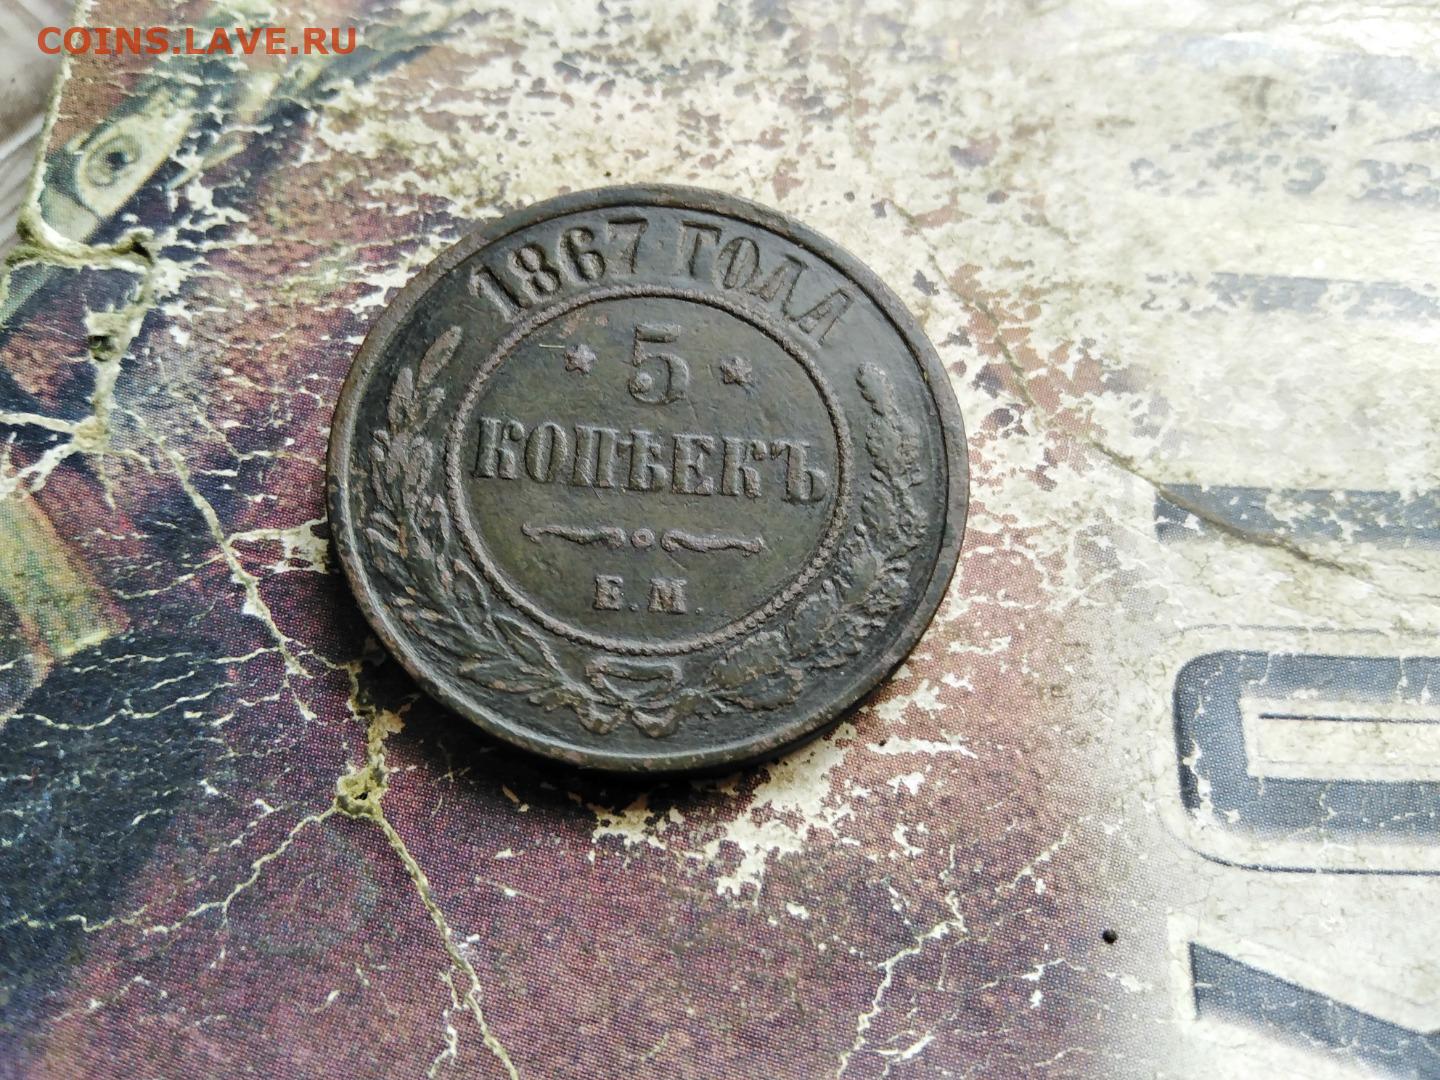 COINS.LAVE.RU
1867 ГОДА
* 5 *
КОПѢЕКЪ
Е.М.